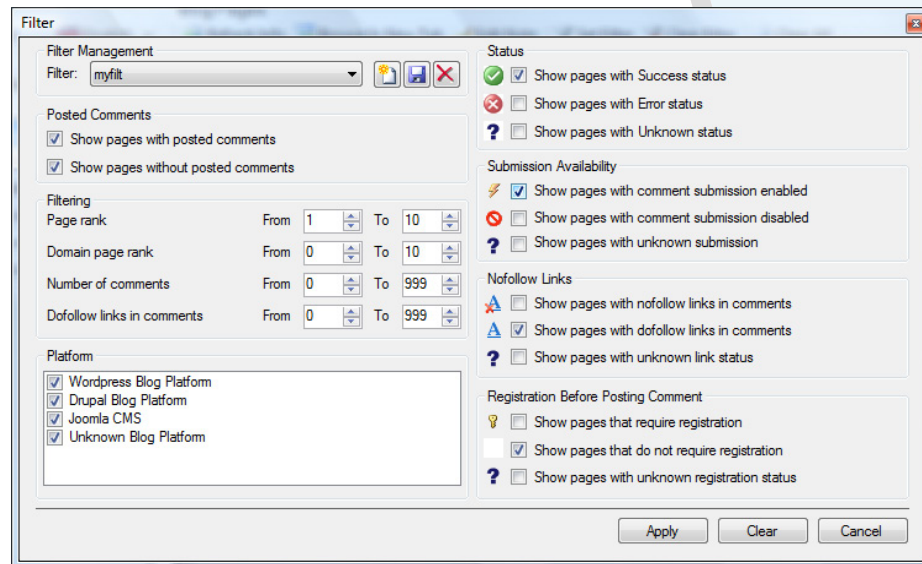 Filter
Filter Management
Filter: myfilt
Posted Comments
Show pages with posted comments
Show pages without posted comments
Filtering
Page rank From 1 To 10
Domain page rank From 0 To 10
Number of comments From 0 To 999
Dofollow links in comments From 0 To 999
Platform
Wordpress Blog Platform
Drupal Blog Platform
Joomla CMS
Unknown Blog Platform
Status
Show pages with Success status
Show pages with Error status
? Show pages with Unknown status
Submission Availability
Show pages with comment submission enabled
Show pages with comment submission disabled
? Show pages with unknown submission
Nofollow Links
A Show pages with nofollow links in comments
A Show pages with dofollow links in comments
? Show pages with unknown link status
Registration Before Posting Comment
Show pages that require registration
Show pages that do not require registration
? Show pages with unknown registration status
Apply Clear Cancel